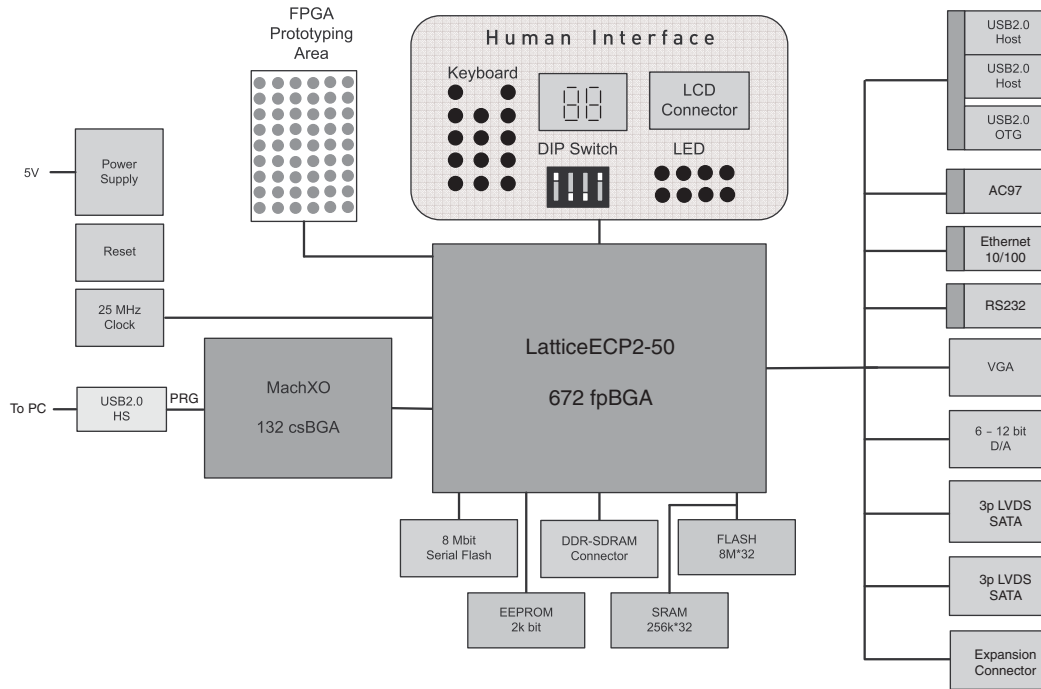 FPGA
Prototyping
Area
Human Interface
Keyboard
88
LCD
Connector
DIP Switch
LED
5V
Power
Supply
Reset
25 MHz
Clock
To PC
USB2.0
HS
PRG
MachXO
132 csBGA
LatticeECP2-50
672 fpBGA
8 Mbit
Serial Flash
EEPROM
2k bit
DDR-SDRAM
Connector
SRAM
256k*32
FLASH
8M*32
USB2.0
Host
USB2.0
Host
USB2.0
OTG
AC97
Ethernet
10/100
RS232
VGA
6 – 12 bit
D/A
3p LVDS
SATA
3p LVDS
SATA
Expansion
Connector